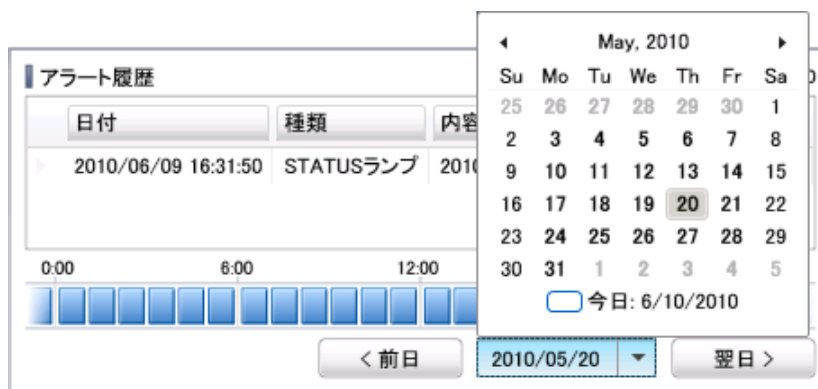 アラート履歴
日付 種類 内容
2010/06/09 16:31:50 STATUSランプ 2010
0:00 6:00 12:00
May, 2010
Su Mo Tu We Th Fr Sa
25 26 27 28 29 30 1
2 3 4 5 6 7 8
9 10 11 12 13 14 15
16 17 18 19 20 21 22
23 24 25 26 27 28 29
30 31 1 2 3 4 5
今日: 6/10/2010
<前日 2010/05/20 翌日>